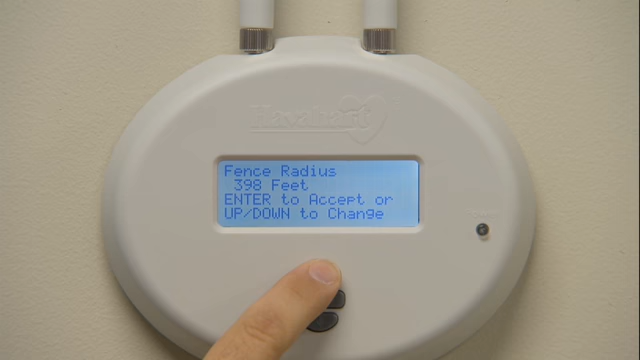 Havahart
Fence Radius
398 Feet
ENTER to Accept or
UP/DOWN to Change